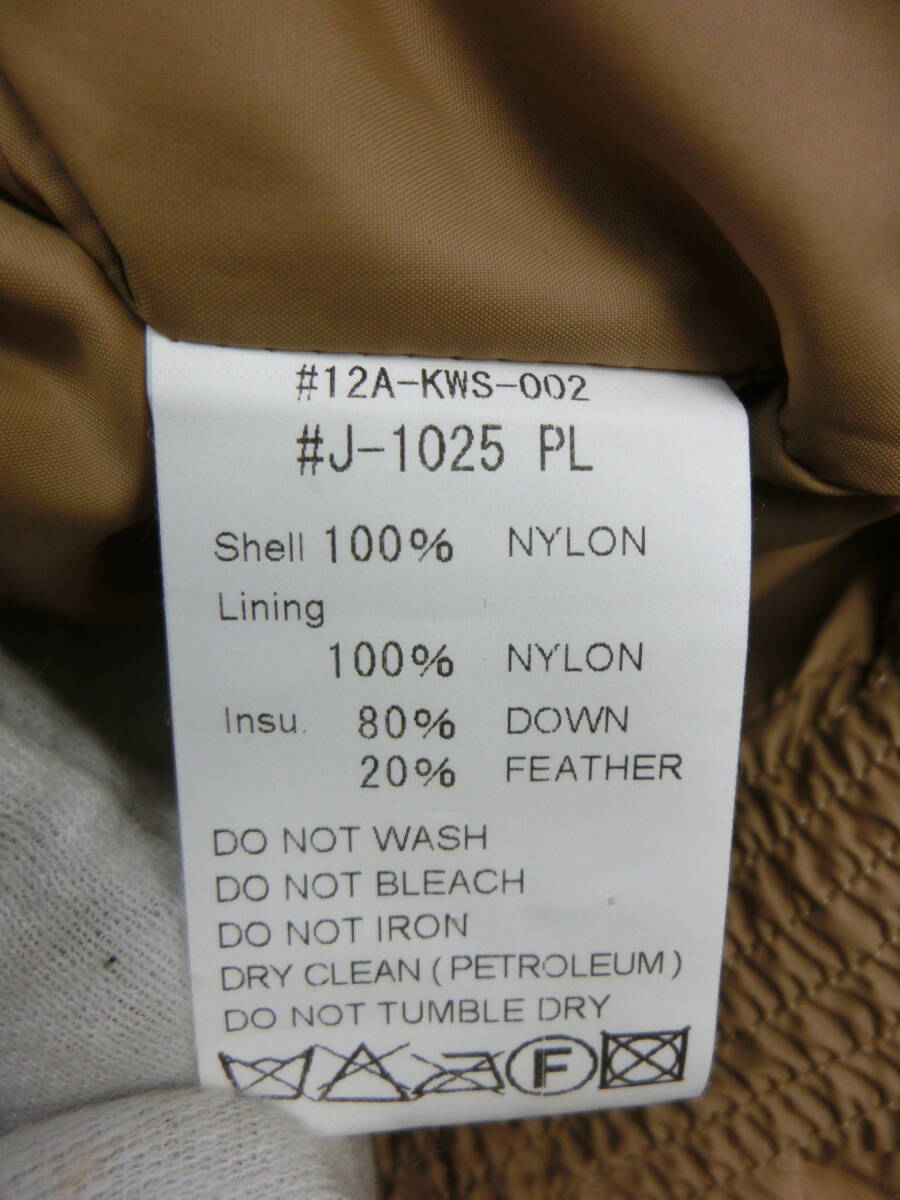 #12A-KWS-002
#J-1025 PL
Shell 100% NYLON
Lining
100% NYLON
Insu. 80% DOWN
20% FEATHER
DO NOT WASH
DO NOT BLEACH
DO NOT IRON
DRY CLEAN (PETROLEUM)
DO NOT TUMBLE DRY
F